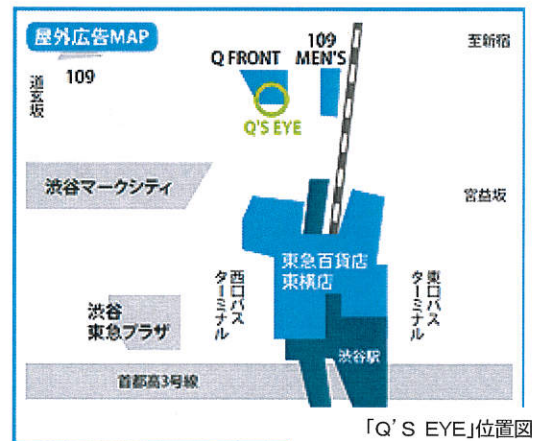 屋外広告MAP
109
道玄坂
Q FRONT
109
MEN'S
至新宿
Q'S EYE
渋谷マークシティ
宮益坂
東急百貨店
東横店
西口バス
ターミナル
東口バス
ターミナル
渋谷
東急プラザ
渋谷駅
首都高3号線
「Q'S EYE」位置図